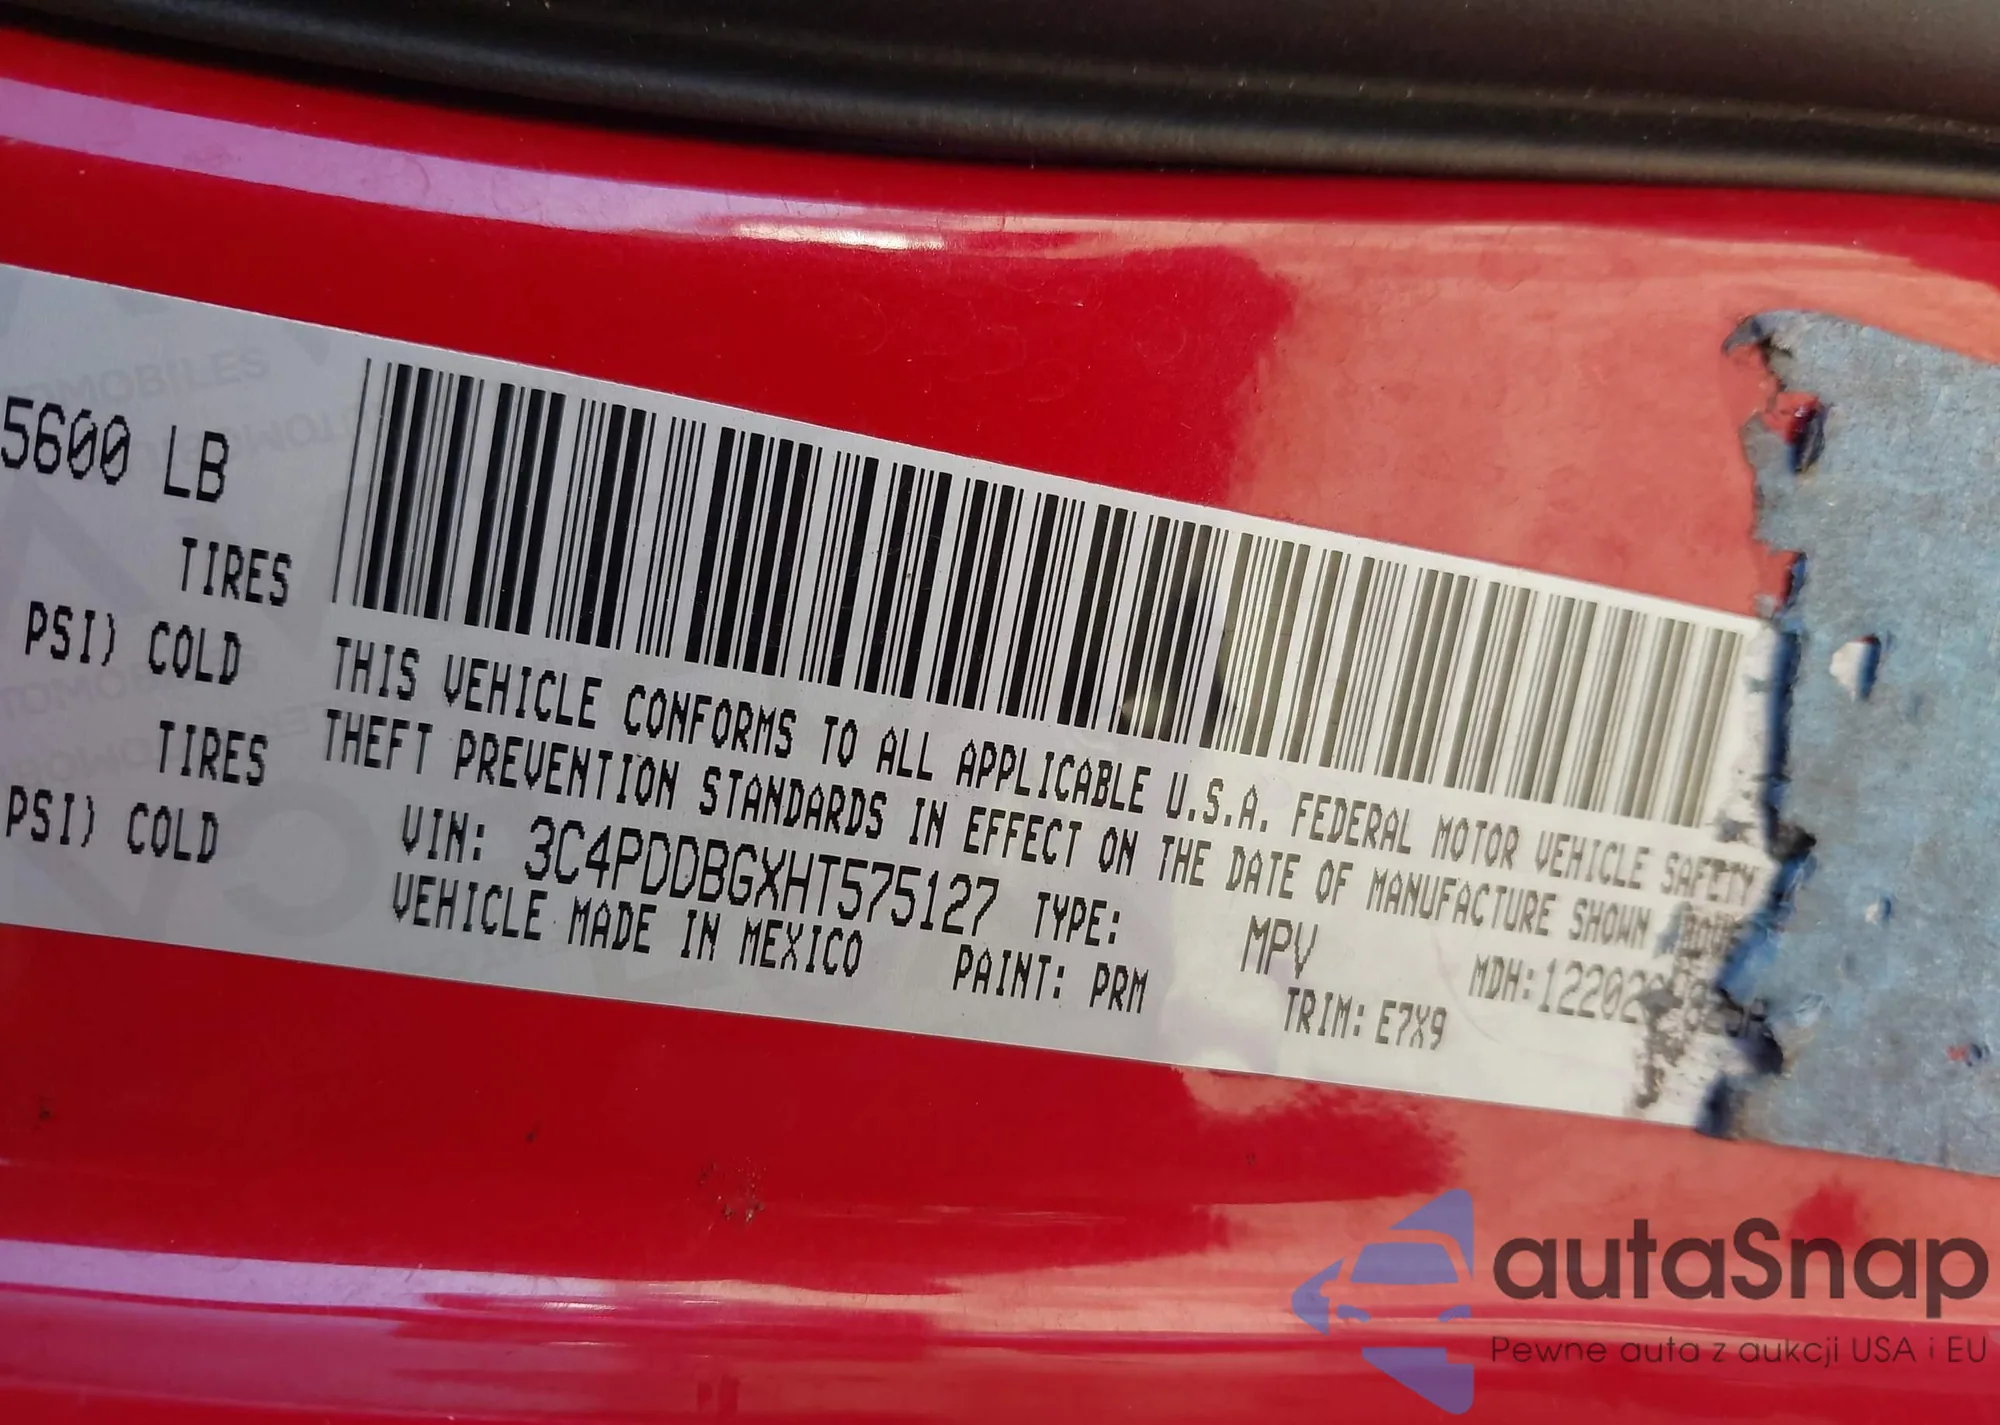 5600 LB
TIRES
PSI) COLD
TIRES
PSI) COLD
THIS VEHICLE CONFORMS TO ALL APPLICABLE U.S.A. FEDERAL MOTOR VEHICLE SAFETY
THEFT PREVENTION STANDARDS IN EFFECT ON THE DATE OF MANUFACTURE SHOWN
VIN: 3C4PDDBGXHT575127 TYPE: MPV MDH:
VEHICLE MADE IN MEXICO PAINT: PRM TRIM: E7X9
autaSnap
Pewne auta z aukcji USA i EU